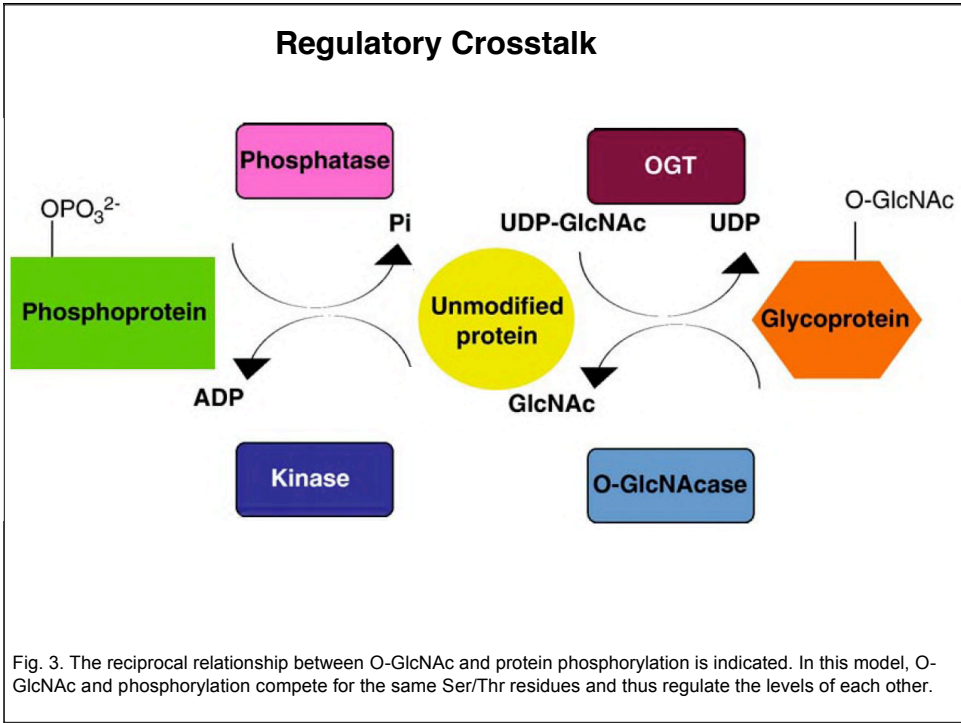 Regulatory Crosstalk
Phosphatase
OGT
OPO₃²⁻
Pi
UDP-GlcNAc
UDP
O-GlcNAc
Phosphoprotein
Unmodified
protein
Glycoprotein
ADP
GlcNAc
Kinase
O-GlcNAcase
Fig. 3. The reciprocal relationship between O-GlcNAc and protein phosphorylation is indicated. In this model, O-
GlcNAc and phosphorylation compete for the same Ser/Thr residues and thus regulate the levels of each other.